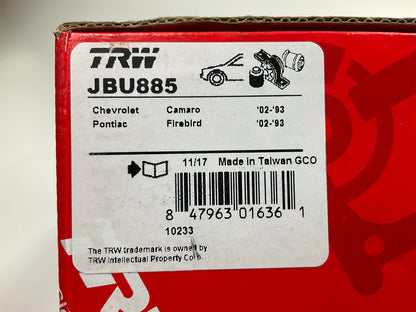 TRW
JBU885
Chevrolet Camaro '02-'93
Pontiac Firebird '02-'93
11/17 Made in Taiwan GCO
8 47963 01636 1
10233
The TRW trademark is owned by
TRW Intellectual Property Corp.
TRW